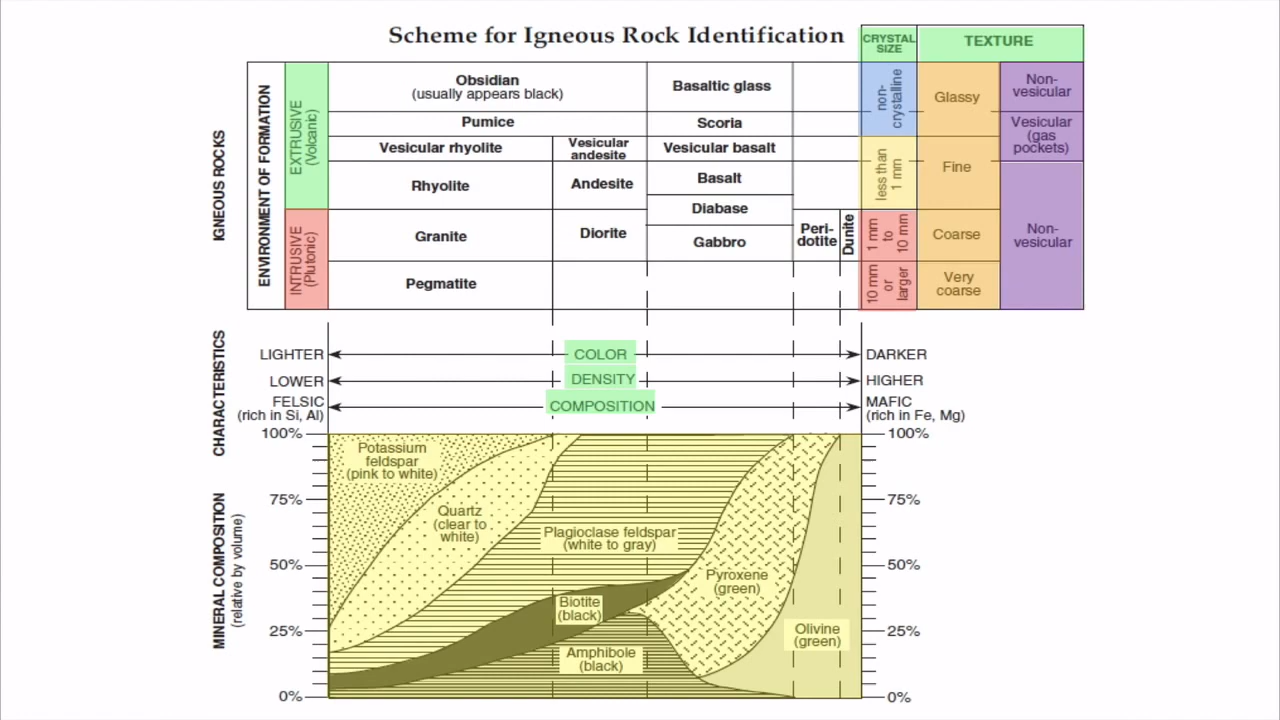 Scheme for Igneous Rock Identification
CRYSTAL
SIZE
TEXTURE
IGNEOUS ROCKS
ENVIRONMENT OF FORMATION
EXTRUSIVE
(Volcanic)
INTRUSIVE
(Plutonic)
Obsidian
(usually appears black)
Basaltic glass
Pumice
Scoria
Vesicular rhyolite
Vesicular
andesite
Vesicular basalt
Rhyolite
Andesite
Basalt
Diabase
Granite
Diorite
Gabbro
Peri-
dotite
Dunite
Pegmatite
non-
crystalline
less than
1 mm
1 mm
to
10 mm
10 mm
or
larger
Glassy
Fine
Coarse
Very
coarse
Non-
vesicular
Vesicular
(gas
pockets)
Non-
vesicular
CHARACTERISTICS
LIGHTER
COLOR
DARKER
LOWER
DENSITY
HIGHER
FELSIC
(rich in Si, Al)
COMPOSITION
MAFIC
(rich in Fe, Mg)
MINERAL COMPOSITION
(relative by volume)
100%
75%
50%
25%
0%
Potassium
feldspar
(pink to white)
Quartz
(clear to
white)
Plagioclase feldspar
(white to gray)
Biotite
(black)
Amphibole
(black)
Pyroxene
(green)
Olivine
(green)
100%
75%
50%
25%
0%